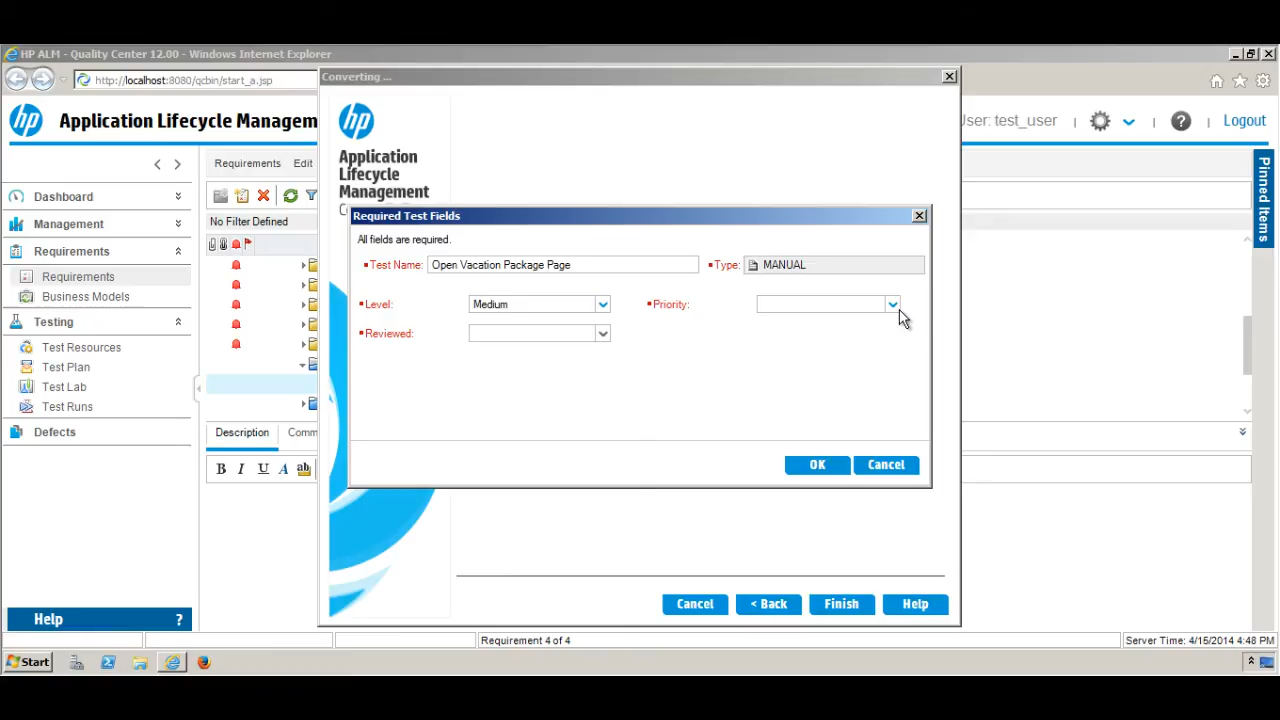 HP ALM - Quality Center 12.00 - Windows Internet Explorer
http://localhost:8080/qcbin/start_a.jsp
Converting ...
hp
Application Lifecycle Managem
User: test_user
Logout
hp
Application
Lifecycle
Management
Dashboard
Management
Requirements
Requirements
Business Models
Testing
Test Resources
Test Plan
Test Lab
Test Runs
Defects
Requirements Edit
No Filter Defined
Description Comm
B I U A ab
Required Test Fields
All fields are required.
Test Name: Open Vacation Package Page Type: MANUAL
Level: Medium Priority:
Reviewed:
OK Cancel
Cancel < Back Finish Help
Pinned Items
Help ?
Requirement 4 of 4
Server Time: 4/15/2014 4:48 PM
Start